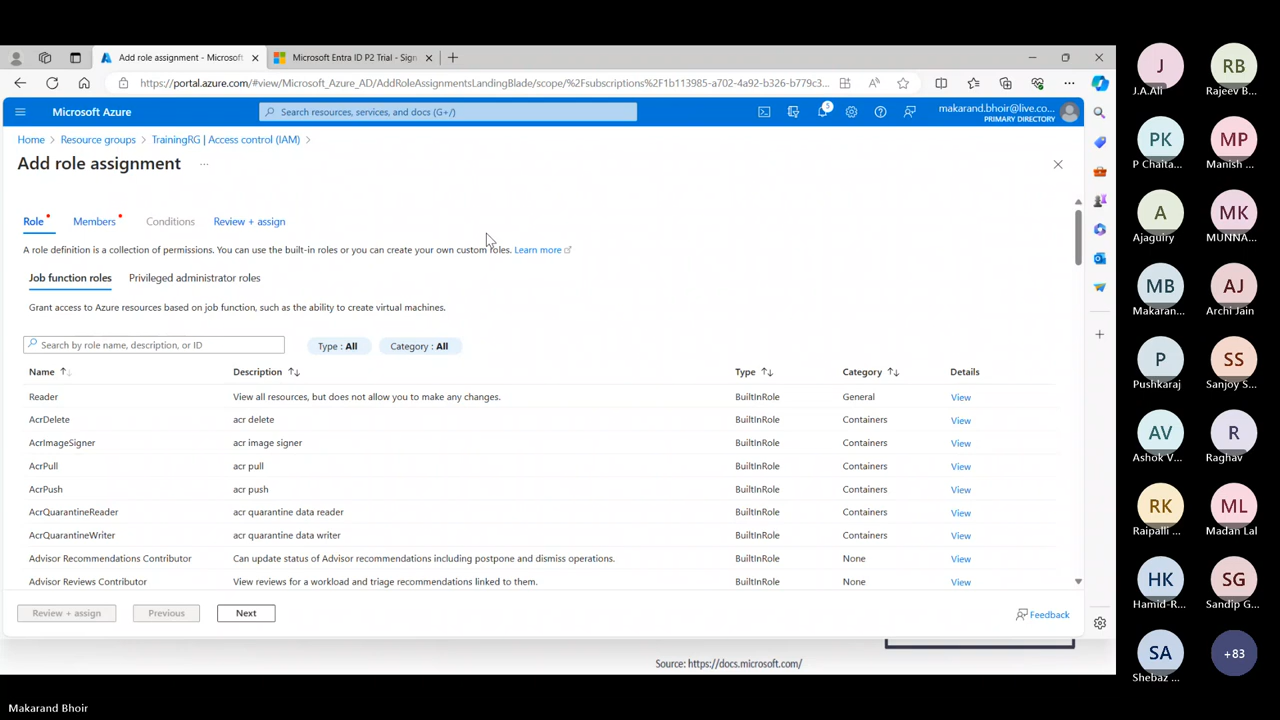 Add role assignment - Microsoft
Microsoft Entra ID P2 Trial - Sign
https://portal.azure.com/#view/Microsoft_Azure_AD/AddRoleAssignmentsLandingBlade/scope/%2Fsubscriptions%2F1b113985-a702-4a92-b326-b779c3...
Microsoft Azure
Search resources, services, and docs (G+/)
5
makarand.bhoir@live.co...
PRIMARY DIRECTORY
Home > Resource groups > TrainingRG | Access control (IAM) >
Add role assignment ...
Role Members Conditions Review + assign
A role definition is a collection of permissions. You can use the built-in roles or you can create your own custom roles. Learn more
Job function roles Privileged administrator roles
Grant access to Azure resources based on job function, such as the ability to create virtual machines.
Search by role name, description, or ID
Type : All Category : All
Name Description Type Category Details
Reader View all resources, but does not allow you to make any changes. BuiltInRole General View
AcrDelete acr delete BuiltInRole Containers View
AcrImageSigner acr image signer BuiltInRole Containers View
AcrPull acr pull BuiltInRole Containers View
AcrPush acr push BuiltInRole Containers View
AcrQuarantineReader acr quarantine data reader BuiltInRole Containers View
AcrQuarantineWriter acr quarantine data writer BuiltInRole Containers View
Advisor Recommendations Contributor Can update status of Advisor recommendations including postpone and dismiss operations. BuiltInRole None View
Advisor Reviews Contributor View reviews for a workload and triage recommendations linked to them. BuiltInRole None View
Review + assign Previous Next
Feedback
Source: https://docs.microsoft.com/
Makarand Bhoir
J RB
J.A.Ali Rajeev B...
PK MP
P Chaita... Manish ...
A MK
Ajaguiry MUNNA...
MB AJ
Makaran... Archi Jain
P SS
Pushkaraj Sanjoy S...
AV R
Ashok V... Raghav
RK ML
Raipalli ... Madan Lal
HK SG
Hamid-R... Sandip G...
SA +83
Shebaz ...